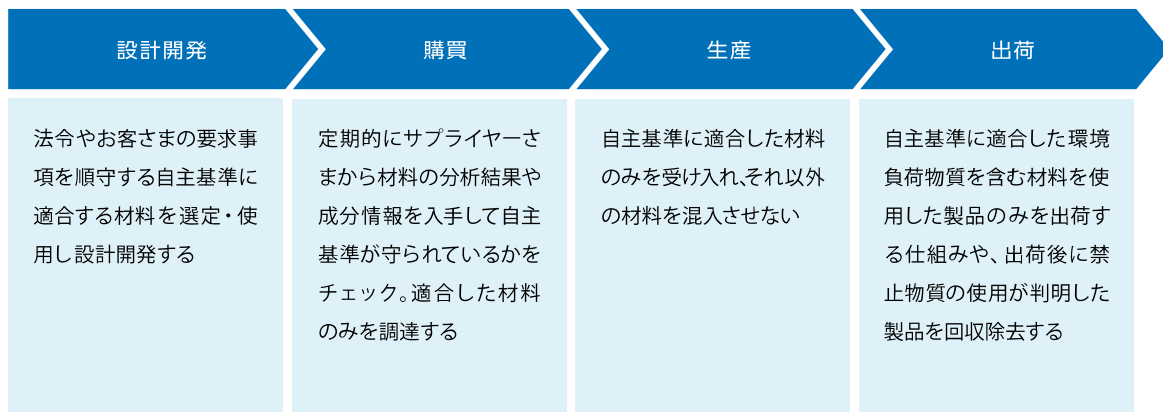 設計開発
購買
生産
出荷
法令やお客さまの要求事
項を順守する自主基準に
適合する材料を選定・使
用し設計開発する
定期的にサプライヤーさ
まから材料の分析結果や
成分情報を入手して自主
基準が守られているかを
チェック。適合した材料
のみを調達する
自主基準に適合した材料
のみを受け入れ、それ以外
の材料を混入させない
自主基準に適合した環境
負荷物質を含む材料を使
用した製品のみを出荷す
る仕組みや、出荷後に禁
止物質の使用が判明した
製品を回収除去する